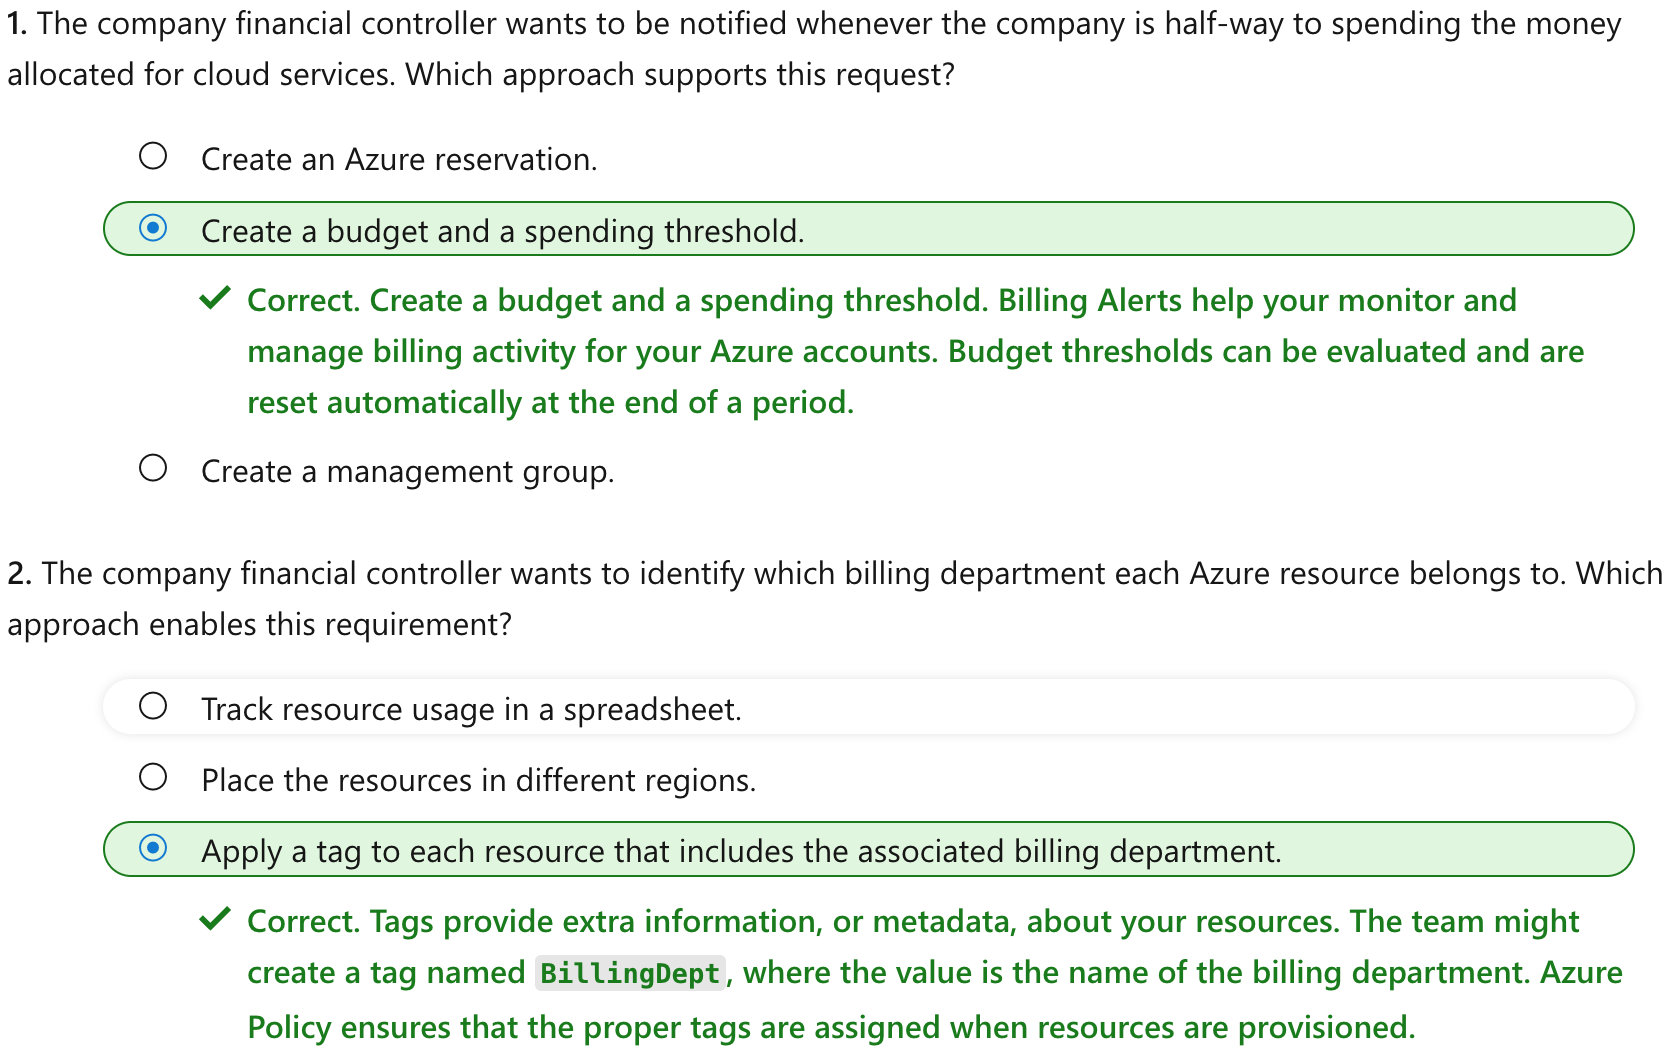 1. The company financial controller wants to be notified whenever the company is half-way to spending the money
allocated for cloud services. Which approach supports this request?
Create an Azure reservation.
Create a budget and a spending threshold.
Correct. Create a budget and a spending threshold. Billing Alerts help your monitor and
manage billing activity for your Azure accounts. Budget thresholds can be evaluated and are
reset automatically at the end of a period.
Create a management group.
2. The company financial controller wants to identify which billing department each Azure resource belongs to. Which
approach enables this requirement?
Track resource usage in a spreadsheet.
Place the resources in different regions.
Apply a tag to each resource that includes the associated billing department.
Correct. Tags provide extra information, or metadata, about your resources. The team might
create a tag named BillingDept, where the value is the name of the billing department. Azure
Policy ensures that the proper tags are assigned when resources are provisioned.